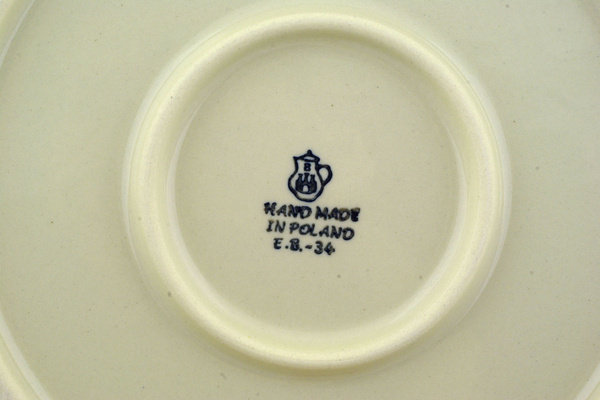 B
HAND MADE
IN POLAND
E.B.-34